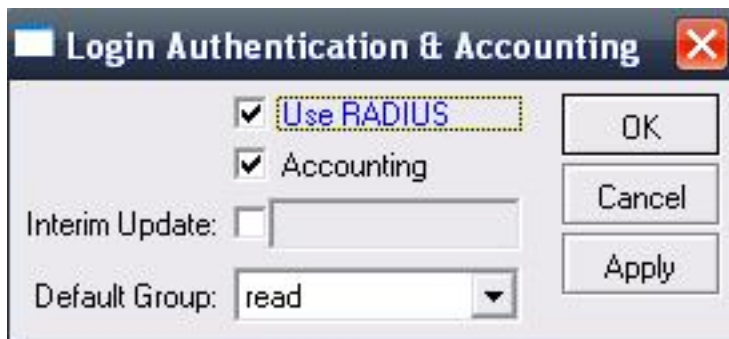 Login Authentication & Accounting
Use RADIUS
OK
Accounting
Cancel
Interim Update:
Apply
Default Group: read